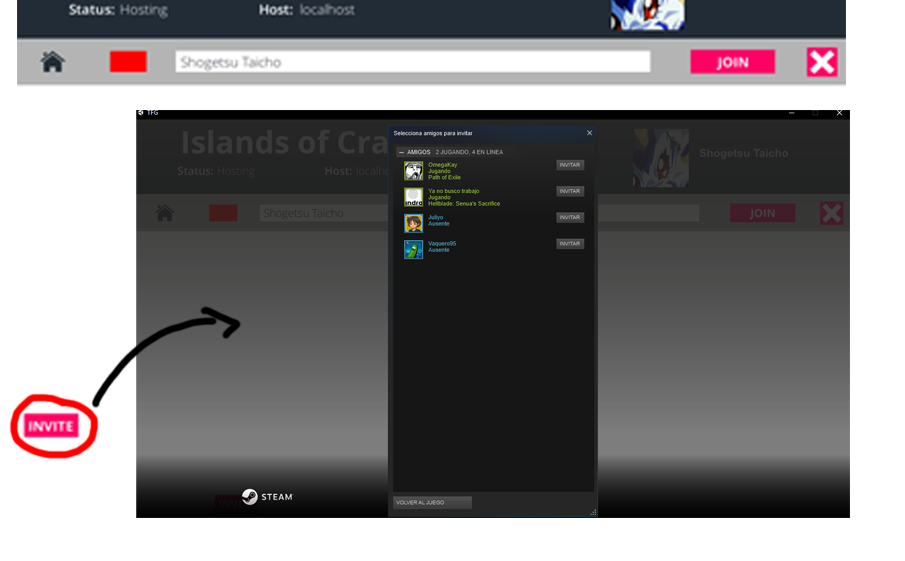 Status: Hosting
Host: localhost
Shogetsu Taicho
JOIN
TFG
Islands of Cra
Selecciona amigos para invitar
Shogetsu Taicho
Status: Hosting
Host: localho
AMIGOS 2 JUGANDO, 4 EN LÍNEA
OmegaKay
Jugando
Path of Exile
INVITAR
Ya no busco trabajo
Jugando
Hellblade: Senua's Sacrifice
INVITAR
Juliyo
Ausente
INVITAR
Vaquero95
Ausente
INVITAR
Shogetsu Taicho
JOIN
INVITE
STEAM
VOLVER AL JUEGO